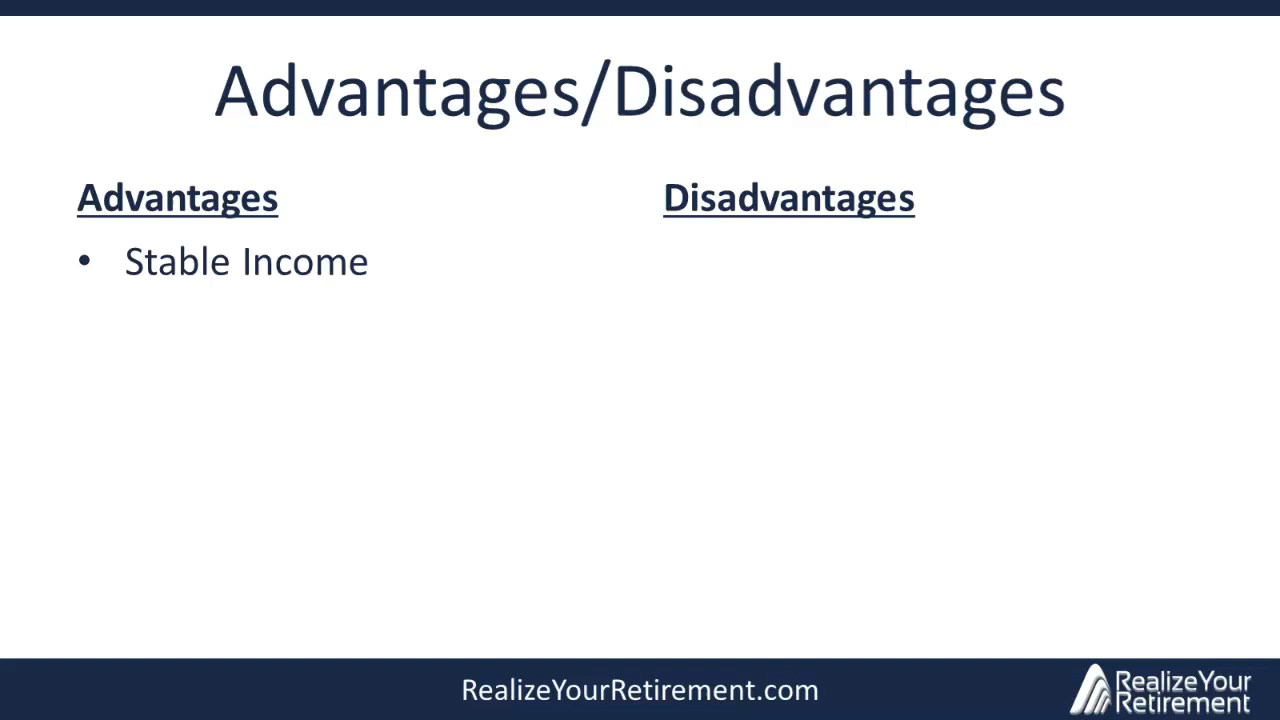 Advantages/Disadvantages
Advantages
• Stable Income
Disadvantages
RealizeYourRetirement.com
RealizeYour
Retirement